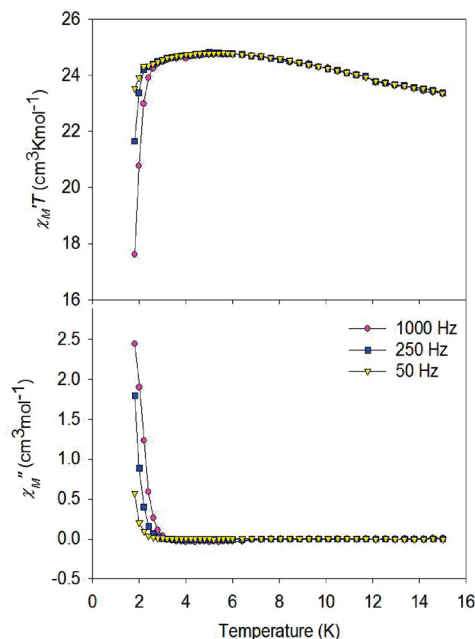 26
24
22
20
18
16
χM'T (cm³Kmol⁻¹)
1000 Hz
250 Hz
50 Hz
2.5
2.0
1.5
1.0
0.5
0.0
-0.5
χM'' (cm³mol⁻¹)
0 2 4 6 8 10 12 14 16
Temperature (K)